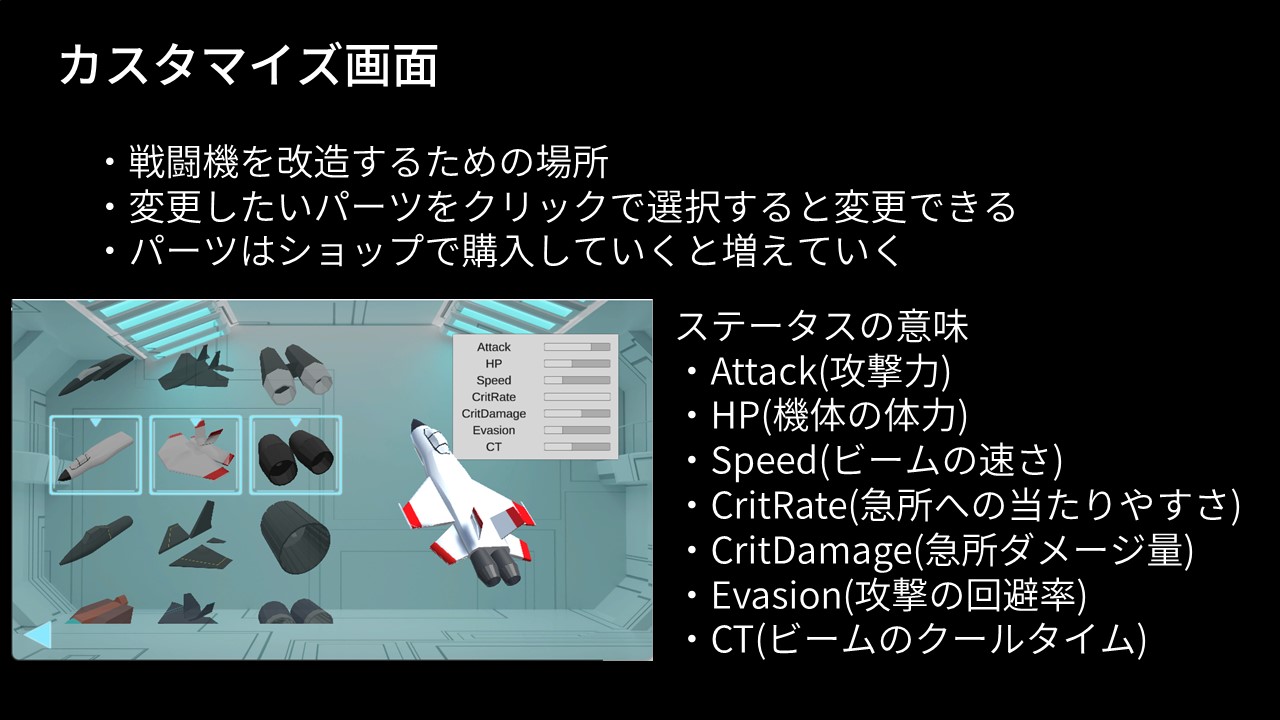 カスタマイズ画面
・戦闘機を改造するための場所
・変更したいパーツをクリックで選択すると変更できる
・パーツはショップで購入していくと増えていく
Attack
HP
Speed
CritRate
CritDamage
Evasion
CT
ステータスの意味
・Attack(攻撃力)
・HP(機体の体力)
・Speed(ビームの速さ)
・CritRate(急所への当たりやすさ)
・CritDamage(急所ダメージ量)
・Evasion(攻撃の回避率)
・CT(ビームのクールタイム)